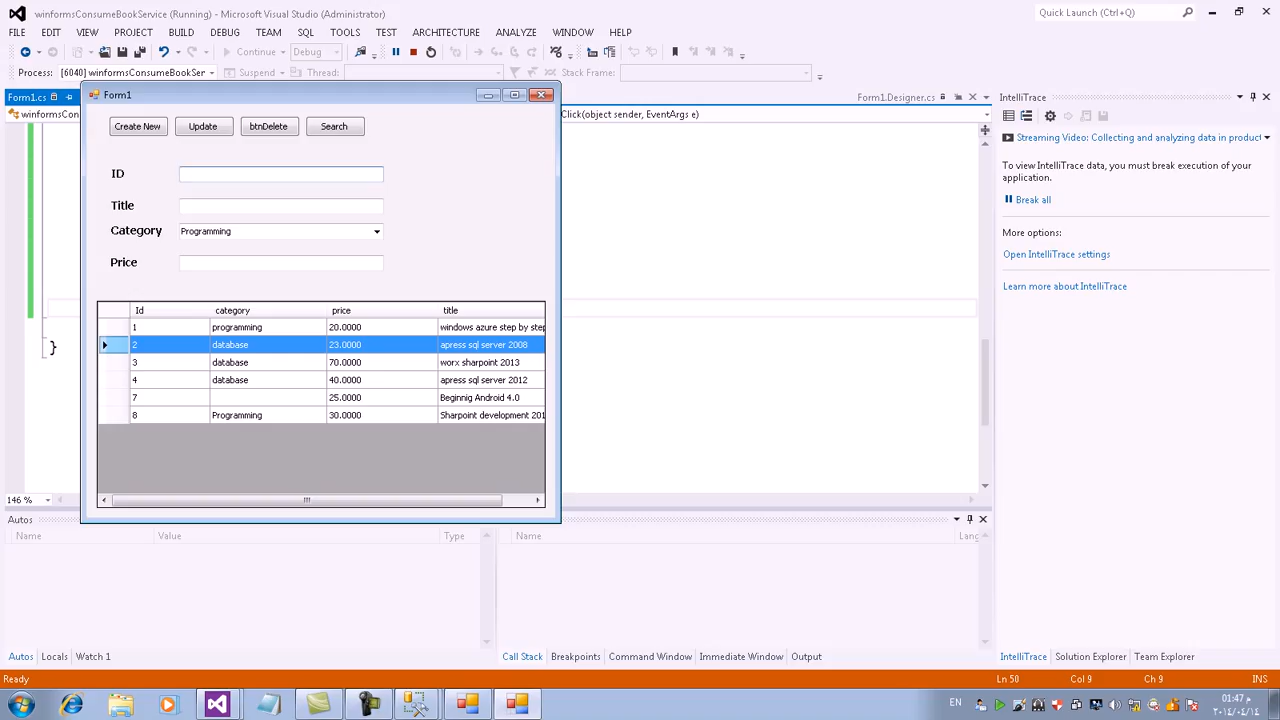 winformsConsumeBookService (Running) - Microsoft Visual Studio (Administrator)
Quick Launch (Ctrl+Q)
FILE EDIT VIEW PROJECT BUILD DEBUG TEAM SQL TOOLS TEST ARCHITECTURE ANALYZE WINDOW HELP
Continue Debug
Process: [6040] winformsConsumeBookSer Suspend Thread: Stack Frame:
Form1.cs
Form1
Form1.Designer.cs
IntelliTrace
winformsCon
Click(object sender, EventArgs e)
Create New Update btnDelete Search
Streaming Video: Collecting and analyzing data in product
To view IntelliTrace data, you must break execution of your
application.
Break all
More options:
Open IntelliTrace settings
Learn more about IntelliTrace
ID
Title
Category Programming
Price
Id category price title
1 programming 20.0000 windows azure step by step
2 database 23.0000 apress sql server 2008
3 database 70.0000 worx sharpoint 2013
4 database 40.0000 apress sql server 2012
7 25.0000 Beginnig Android 4.0
8 Programming 30.0000 Sharpoint development 201
}
146 %
Autos
Name Value Type
Name Lang
Autos Locals Watch 1
Call Stack Breakpoints Command Window Immediate Window Output
IntelliTrace Solution Explorer Team Explorer
Ready
Ln 50 Col 9 Ch 9 INS
EN
01:47 م
٢٠١٤/٠٤/١٤